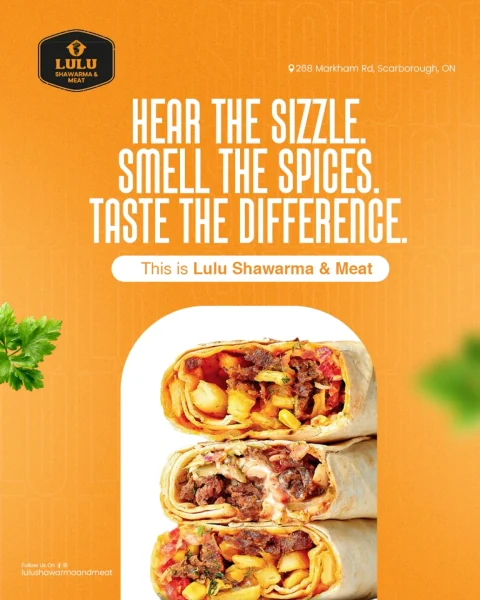 LULU
SHAWARMA &
MEAT
268 Markham Rd, Scarborough, ON
HEAR THE SIZZLE.
SMELL THE SPICES.
TASTE THE DIFFERENCE.
This is Lulu Shawarma & Meat
Follow Us On
lulushawarmaandmeat